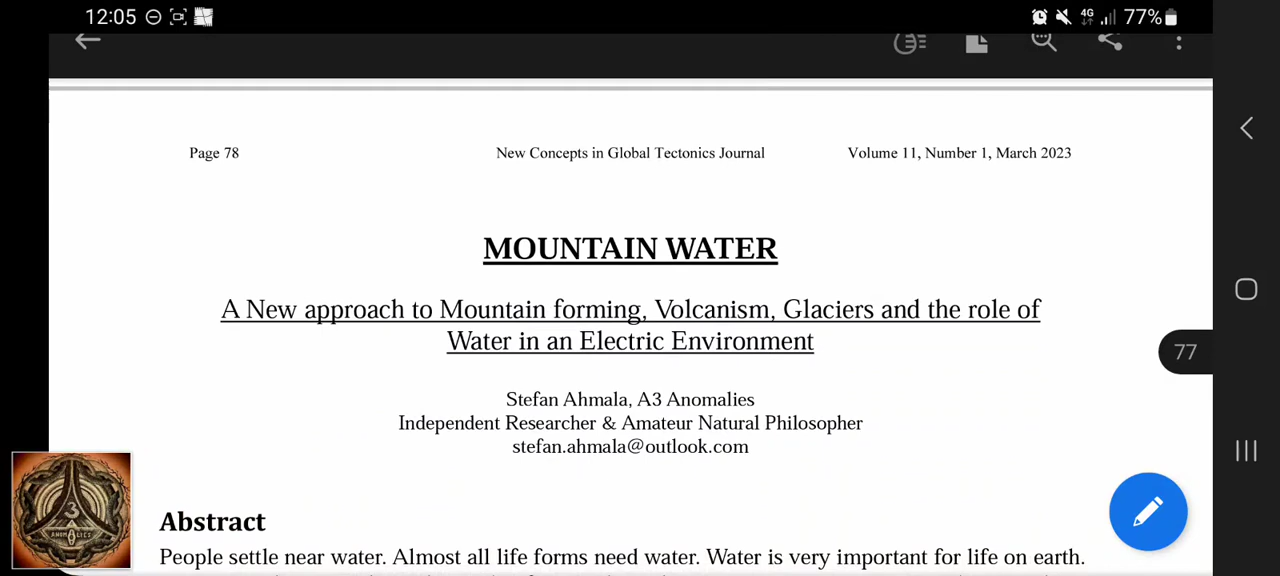 12:05 4G 77%
Page 78 New Concepts in Global Tectonics Journal Volume 11, Number 1, March 2023
MOUNTAIN WATER
A New approach to Mountain forming, Volcanism, Glaciers and the role of
Water in an Electric Environment
77
Stefan Ahmala, A3 Anomalies
Independent Researcher & Amateur Natural Philosopher
stefan.ahmala@outlook.com
3
ANOMALIES
Abstract
People settle near water. Almost all life forms need water. Water is very important for life on earth.